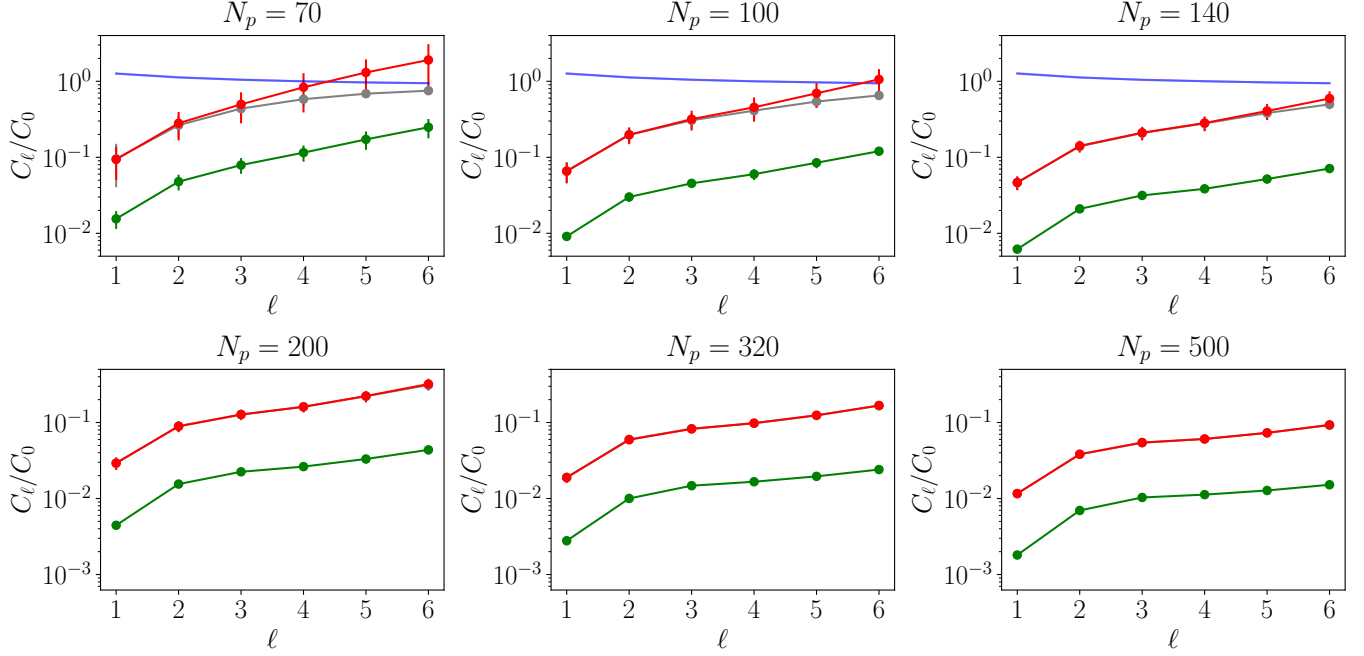 N_p = 70
N_p = 100
N_p = 140
C_ℓ/C_0
10^0
10^{-1}
10^{-2}
1 2 3 4 5 6
ℓ
C_ℓ/C_0
10^0
10^{-1}
10^{-2}
1 2 3 4 5 6
ℓ
C_ℓ/C_0
10^0
10^{-1}
10^{-2}
1 2 3 4 5 6
ℓ
N_p = 200
N_p = 320
N_p = 500
C_ℓ/C_0
10^{-1}
10^{-2}
10^{-3}
1 2 3 4 5 6
ℓ
C_ℓ/C_0
10^{-1}
10^{-2}
10^{-3}
1 2 3 4 5 6
ℓ
C_ℓ/C_0
10^{-1}
10^{-2}
10^{-3}
1 2 3 4 5 6
ℓ